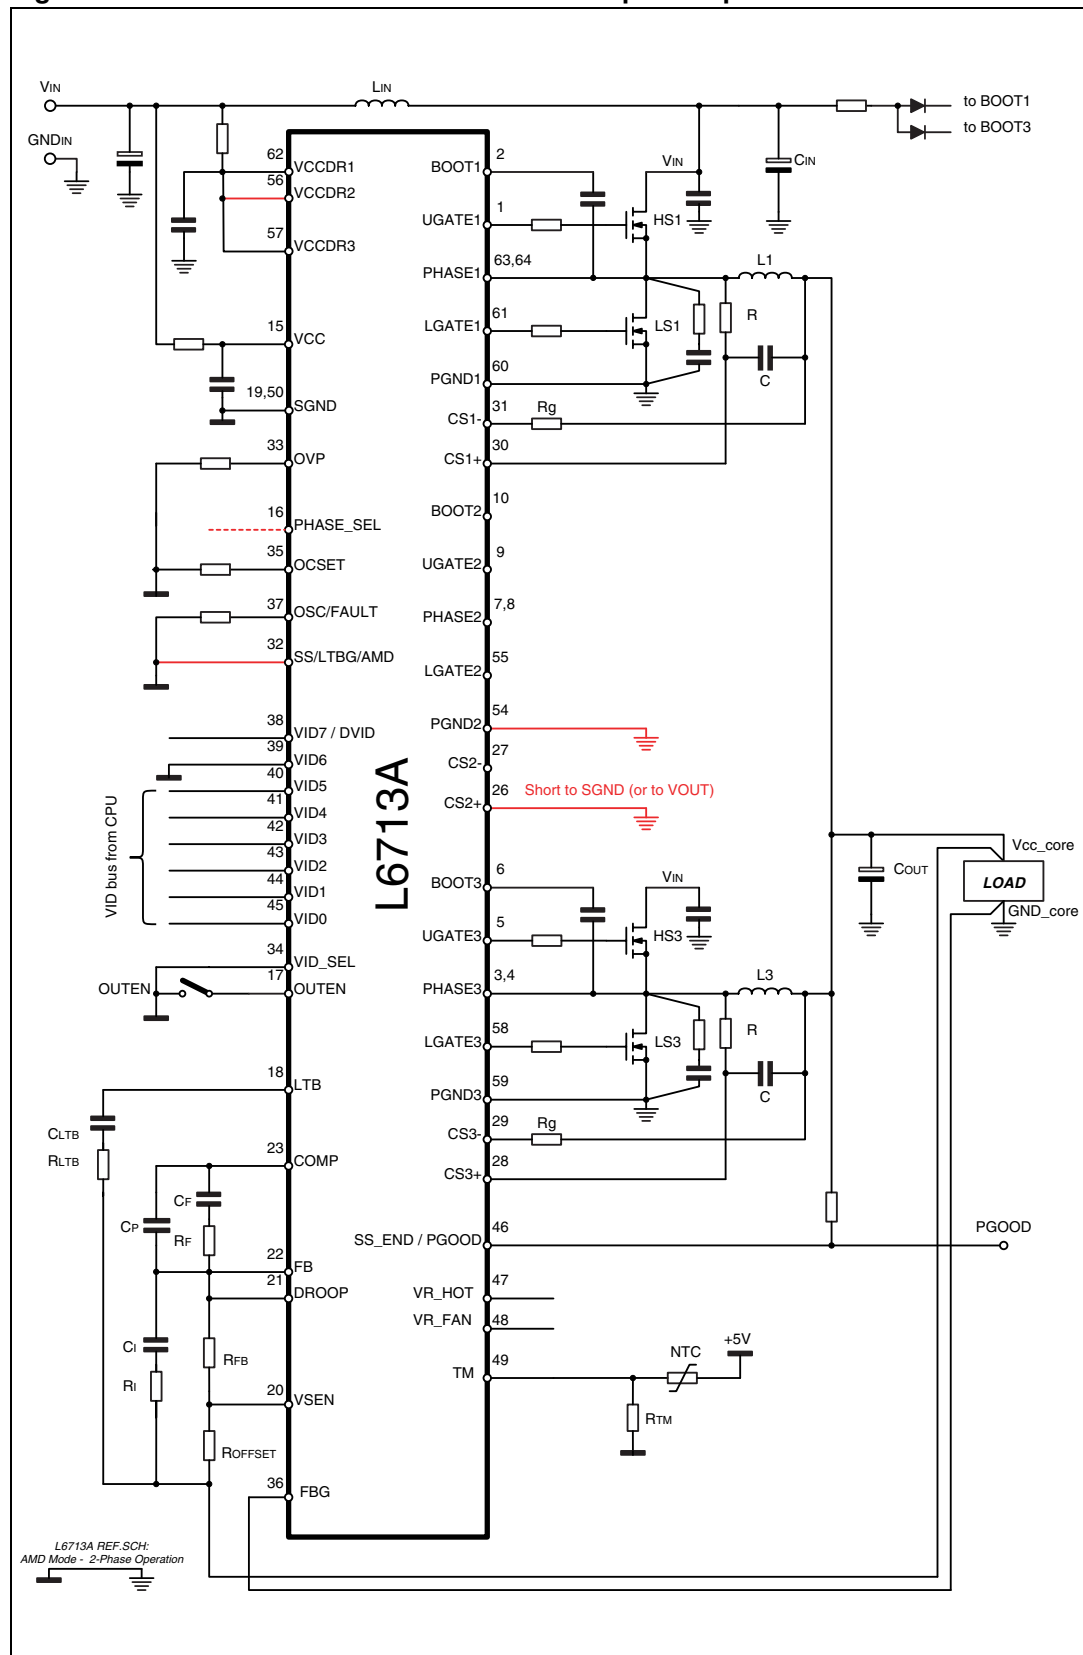 VIN
LIN
to BOOT1
to BOOT3
GNDIN
CIN
62
VCCDR1
56
VCCDR2
57
VCCDR3
15
VCC
19,50
SGND
33
OVP
16
PHASE_SEL
35
OCSET
37
OSC/FAULT
32
SS/LTBG/AMD
38
VID7 / DVID
39
VID6
40
VID5
41
VID4
42
VID3
43
VID2
44
VID1
45
VID0
VID bus from CPU
34
VID_SEL
17
OUTEN
OUTEN
18
LTB
CLTB
RLTB
23
COMP
CF
CP
RF
22
FB
21
DROOP
CI
RFB
RI
20
VSEN
ROFFSET
36
FBG
L6713A
2
BOOT1
VIN
1
UGATE1
HS1
63,64
PHASE1
L1
61
LGATE1
LS1
R
60
PGND1
C
31
CS1-
Rg
30
CS1+
10
BOOT2
9
UGATE2
7,8
PHASE2
55
LGATE2
54
PGND2
27
CS2-
26
CS2+
Short to SGND (or to VOUT)
6
BOOT3
VIN
5
UGATE3
HS3
3,4
PHASE3
L3
58
LGATE3
LS3
R
59
PGND3
C
29
CS3-
Rg
28
CS3+
COUT
Vcc_core
LOAD
GND_core
46
SS_END / PGOOD
PGOOD
47
VR_HOT
48
VR_FAN
49
TM
NTC
+5V
RTM
L6713A REF.SCH:
AMD Mode - 2-Phase Operation